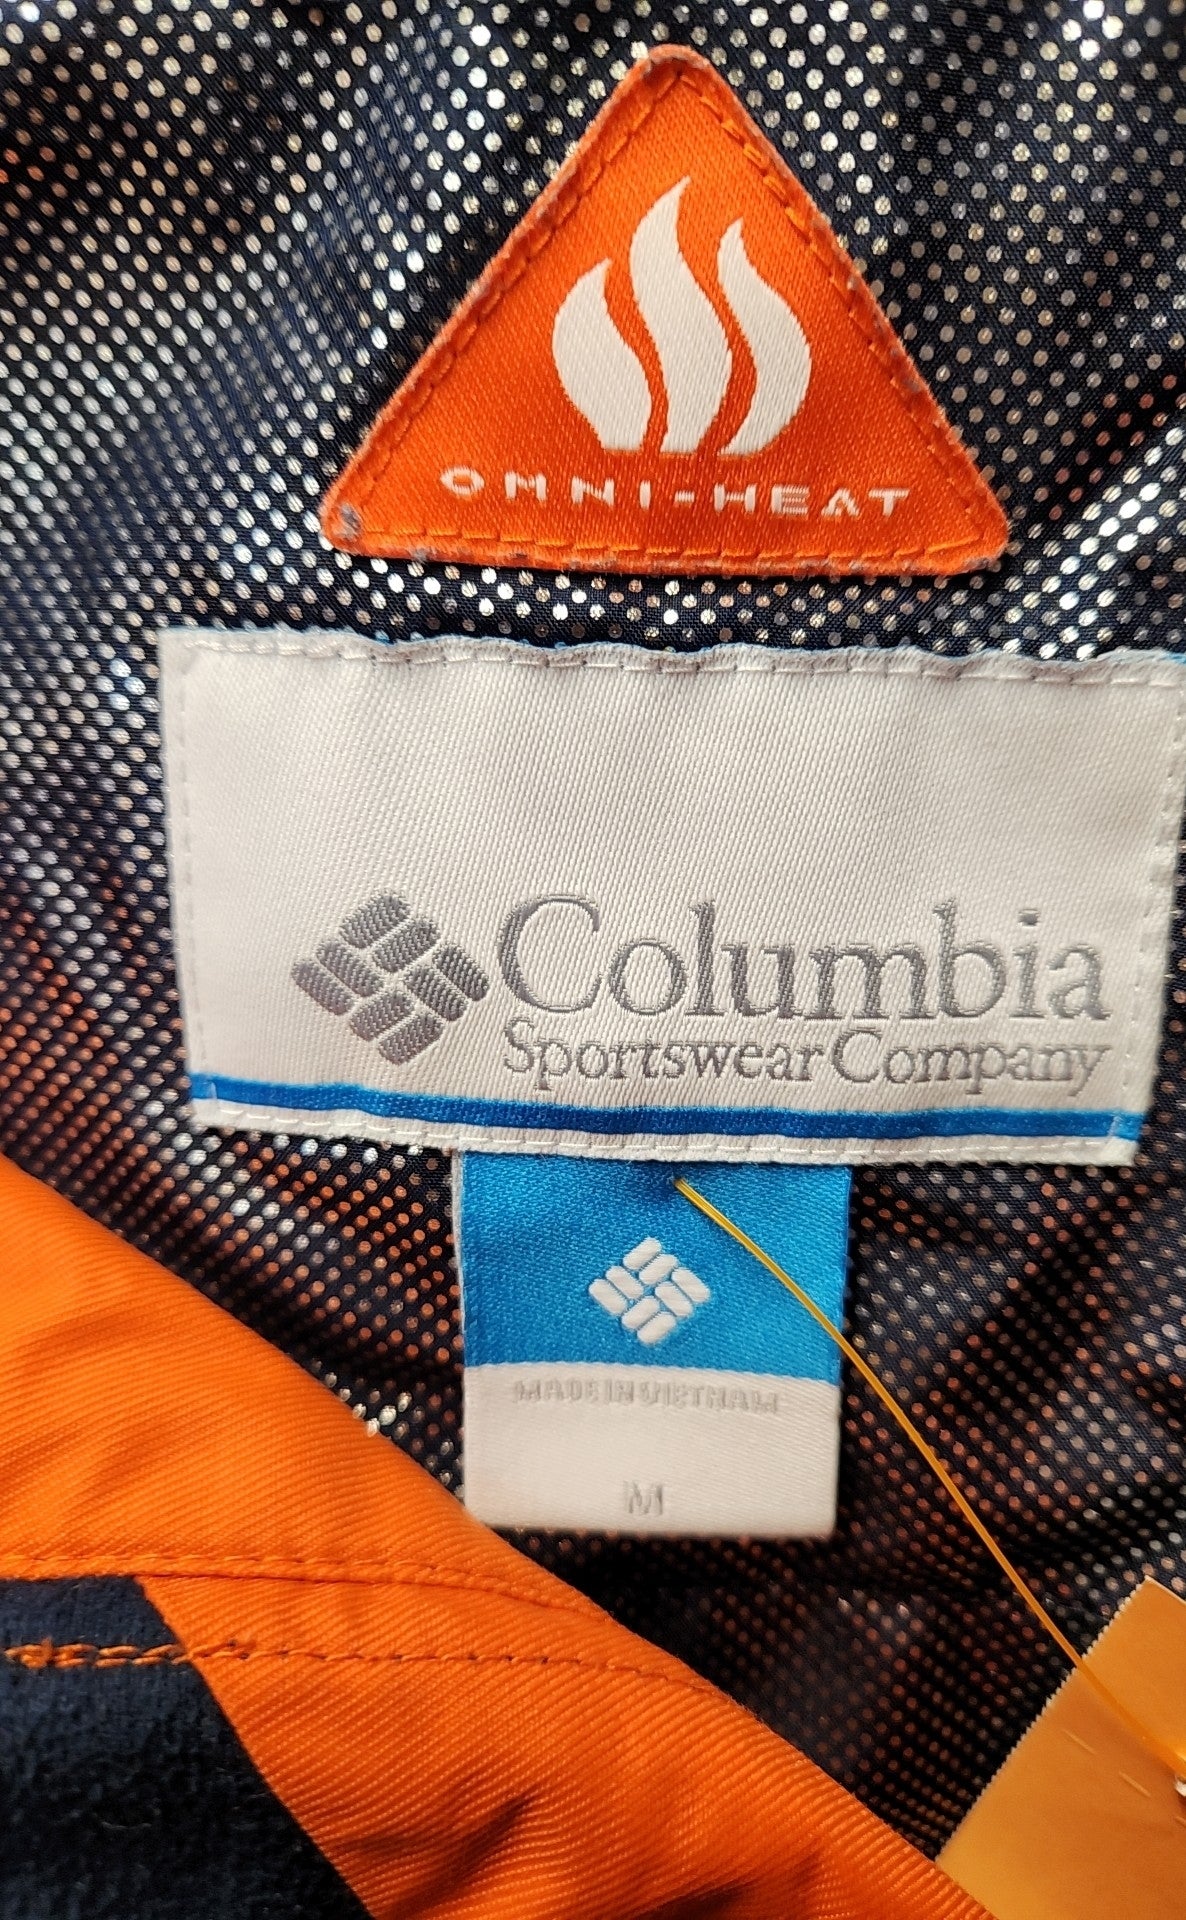 OMNI-HEAT
Columbia
Sportswear Company
MADE IN VIETNAM
M